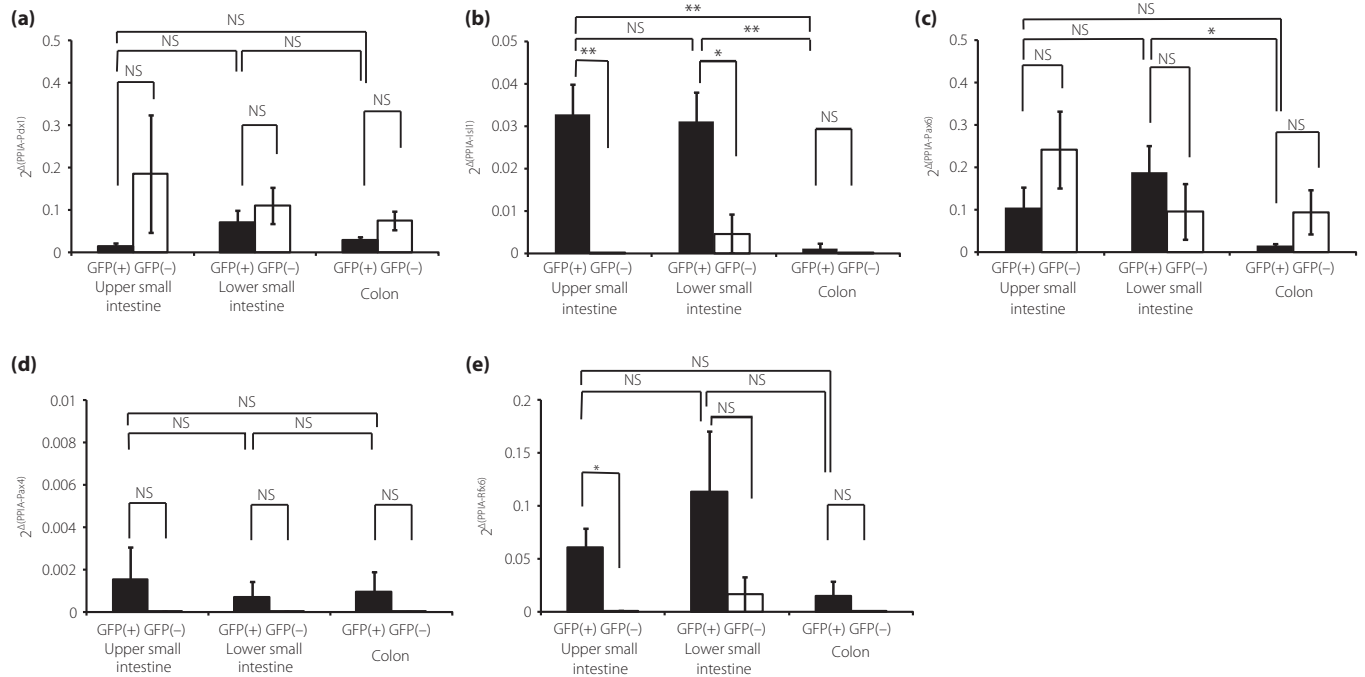 (a)
NS
NS
NS
NS
NS
NS
0.5
0.4
0.3
0.2
0.1
0
2^Δ(PPIA-Pdx1)
GFP(+) GFP(–)
Upper small
intestine
GFP(+) GFP(–)
Lower small
intestine
GFP(+) GFP(–)
Colon
(b)
**
NS
**
**
*
NS
0.05
0.04
0.03
0.02
0.01
0
2^Δ(PPIA-Isl1)
GFP(+) GFP(–)
Upper small
intestine
GFP(+) GFP(–)
Lower small
intestine
GFP(+) GFP(–)
Colon
(c)
NS
NS
*
NS
NS
NS
0.5
0.4
0.3
0.2
0.1
0
2^Δ(PPIA-Pax6)
GFP(+) GFP(–)
Upper small
intestine
GFP(+) GFP(–)
Lower small
intestine
GFP(+) GFP(–)
Colon
(d)
NS
NS
NS
NS
NS
NS
0.01
0.008
0.006
0.004
0.002
0
2^Δ(PPIA-Pax4)
GFP(+) GFP(–)
Upper small
intestine
GFP(+) GFP(–)
Lower small
intestine
GFP(+) GFP(–)
Colon
(e)
NS
NS
NS
*
NS
NS
0.2
0.15
0.1
0.05
0
2^Δ(PPIA-Rfx6)
GFP(+) GFP(–)
Upper small
intestine
GFP(+) GFP(–)
Lower small
intestine
GFP(+) GFP(–)
Colon